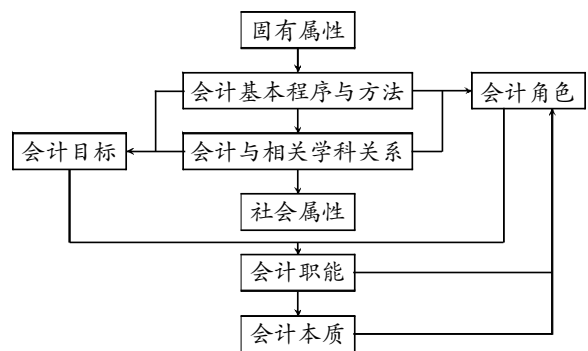 固有属性
会计基本程序与方法
会计角色
会计目标
会计与相关学科关系
社会属性
会计职能
会计本质